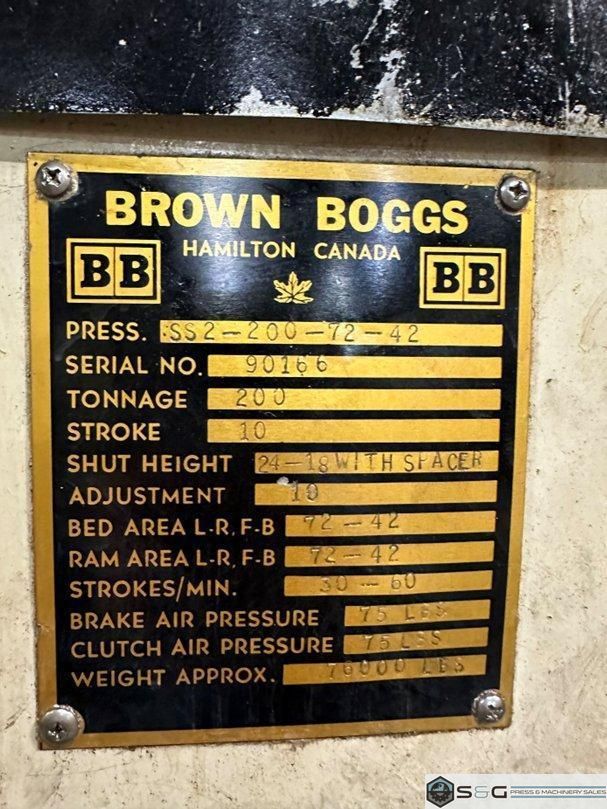 BROWN BOGGS
HAMILTON CANADA
BB BB
PRESS. SS2-200-72-42
SERIAL NO. 90166
TONNAGE 200
STROKE 10
SHUT HEIGHT 24-18 WITH SPACER
ADJUSTMENT 10
BED AREA L-R, F-B 72-42
RAM AREA L-R, F-B 72-42
STROKES/MIN. 30-60
BRAKE AIR PRESSURE 75 LBS
CLUTCH AIR PRESSURE 75 LBS
WEIGHT APPROX. 76000 LBS
S&G PRESS & MACHINERY SALES